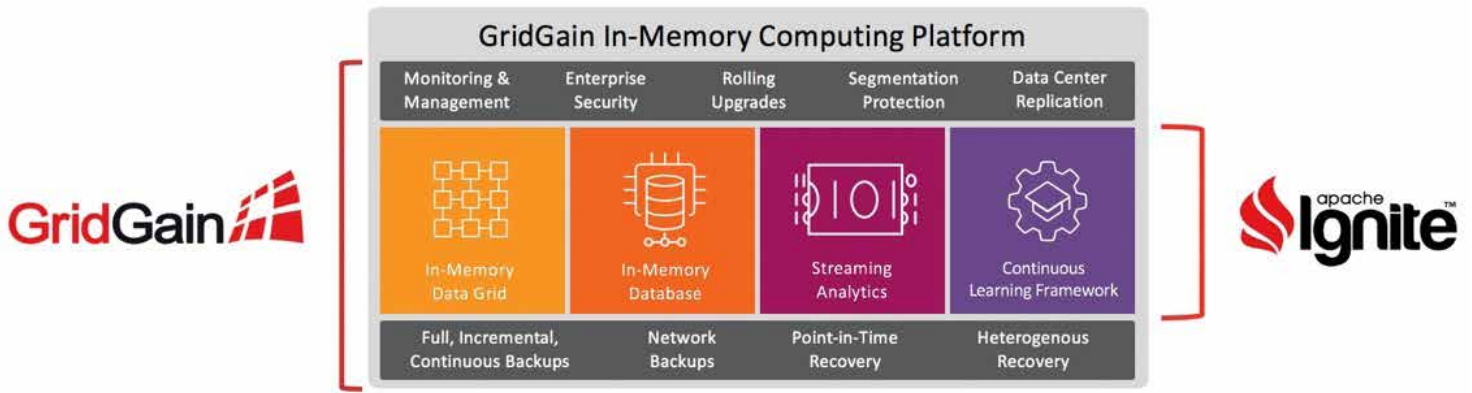 GridGain In-Memory Computing Platform
Monitoring &
Management
Enterprise
Security
Rolling
Upgrades
Segmentation
Protection
Data Center
Replication
GridGain
In-Memory
Data Grid
In-Memory
Database
101
Streaming
Analytics
Continuous
Learning Framework
apache
Ignite™
Full, Incremental,
Continuous Backups
Network
Backups
Point-in-Time
Recovery
Heterogenous
Recovery